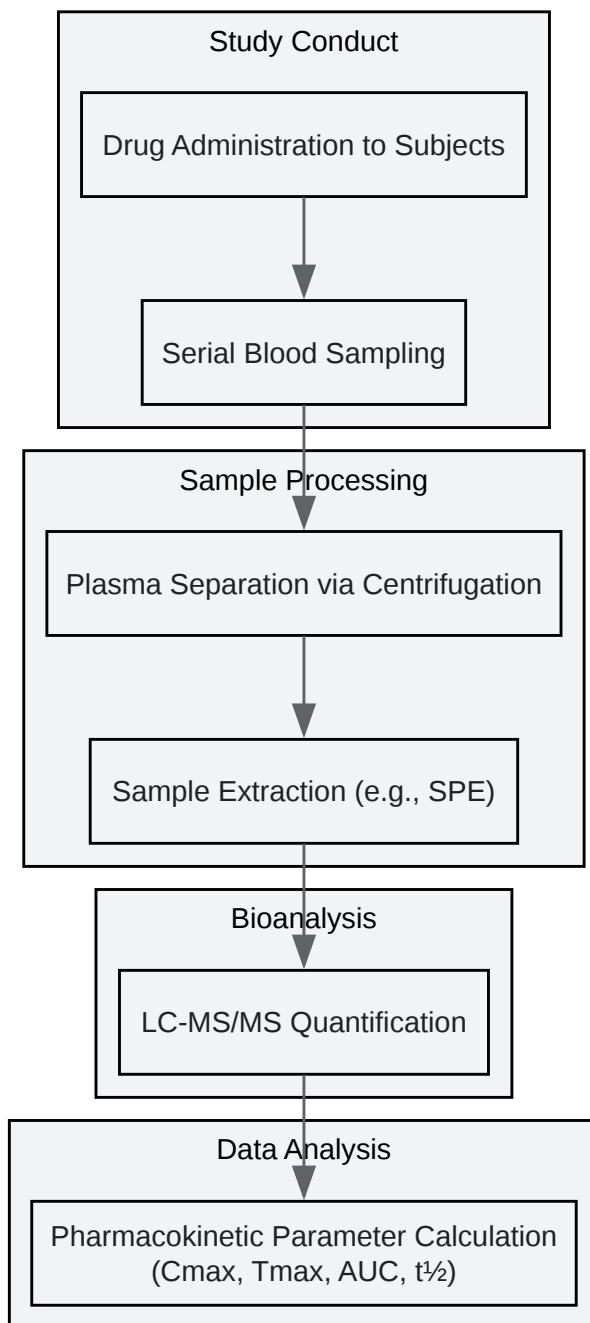 Study Conduct
Drug Administration to Subjects
Serial Blood Sampling
Sample Processing
Plasma Separation via Centrifugation
Sample Extraction (e.g., SPE)
Bioanalysis
LC-MS/MS Quantification
Data Analysis
Pharmacokinetic Parameter Calculation
(Cmax, Tmax, AUC, t½)